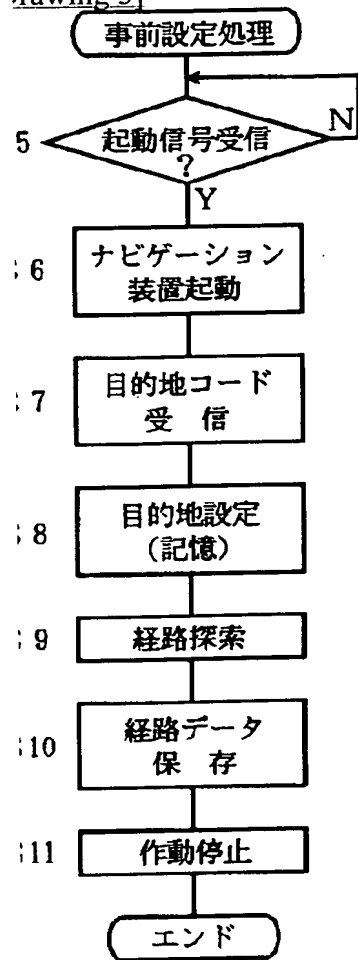 事前設定処理
5
起動信号受信
?
N
Y
6
ナビゲーション
装置起動
7
目的地コード
受 信
8
目的地設定
(記憶)
9
経路探索
10
経路データ
保 存
11
作動停止
エンド